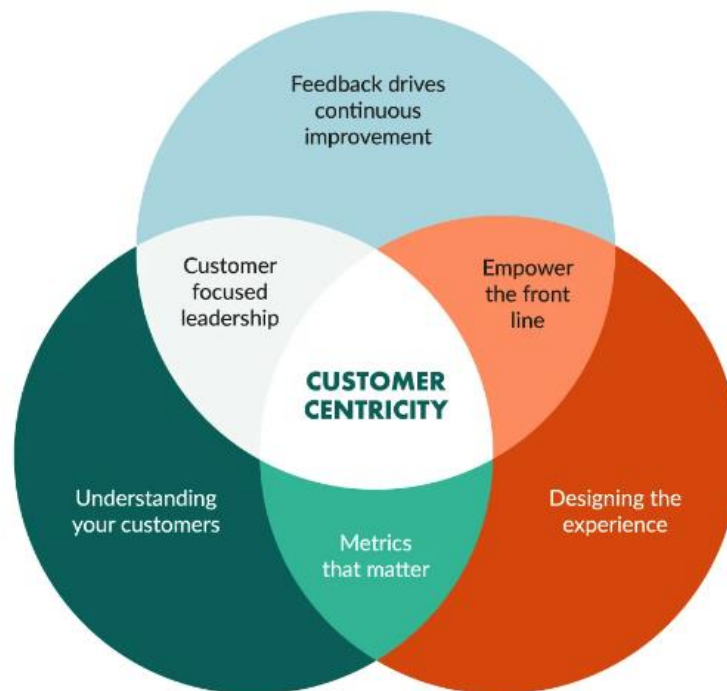 Feedback drives
continuous
improvement
Customer
focused
leadership
Empower
the front
line
CUSTOMER
CENTRICITY
Understanding
your customers
Metrics
that matter
Designing the
experience